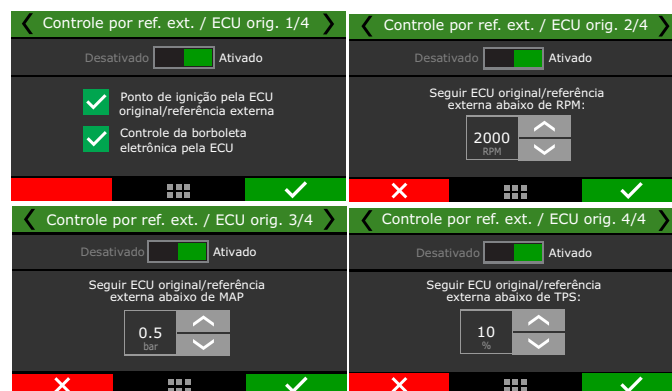 Controle por ref. ext. / ECU orig. 1/4
Desativado Ativado
Ponto de ignição pela ECU
original/referência externa
Controle da borboleta
eletrônica pela ECU
Controle por ref. ext. / ECU orig. 2/4
Desativado Ativado
Seguir ECU original/referência
externa abaixo de RPM:
2000
RPM
Controle por ref. ext. / ECU orig. 3/4
Desativado Ativado
Seguir ECU original/referência
externa abaixo de MAP
0.5
bar
Controle por ref. ext. / ECU orig. 4/4
Desativado Ativado
Seguir ECU original/referência
externa abaixo de TPS:
10
%